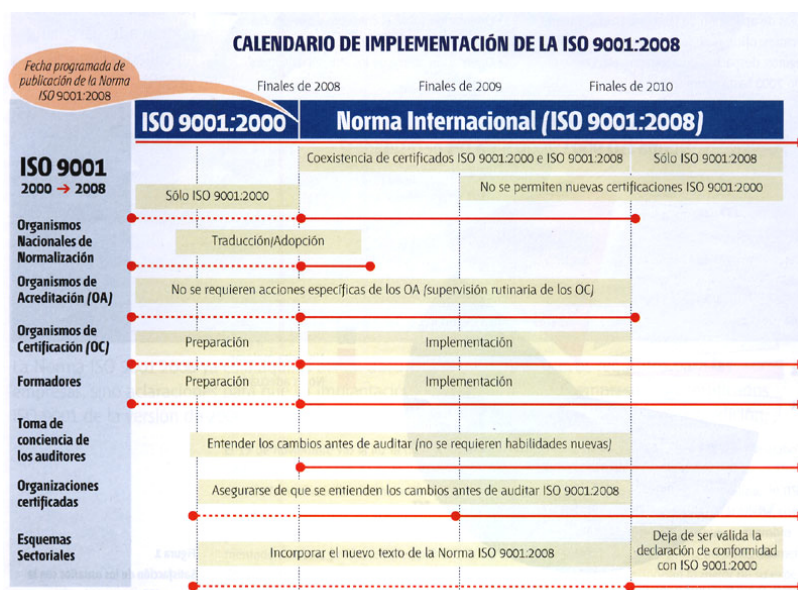 CALENDARIO DE IMPLEMENTACIÓN DE LA ISO 9001:2008
Fecha programada de
publicación de la Norma
ISO 9001:2008
Finales de 2008
Finales de 2009
Finales de 2010
ISO 9001:2000
Norma Internacional (ISO 9001:2008)
ISO 9001
2000 → 2008
Coexistencia de certificados ISO 9001:2000 e ISO 9001:2008
Sólo ISO 9001:2008
Sólo ISO 9001:2000
No se permiten nuevas certificaciones ISO 9001:2000
Organismos
Nacionales de
Normalización
Traducción/Adopción
Organismos de
Acreditación (OA)
No se requieren acciones específicas de los OA (supervisión rutinaria de los OC)
Organismos de
Certificación (OC)
Preparación
Implementación
Formadores
Preparación
Implementación
Toma de
conciencia de
los auditores
Entender los cambios antes de auditar (no se requieren habilidades nuevas)
Organizaciones
certificadas
Asegurarse de que se entienden los cambios antes de auditar ISO 9001:2008
Esquemas
Sectoriales
Incorporar el nuevo texto de la Norma ISO 9001:2008
Deja de ser válida la
declaración de conformidad
con ISO 9001:2000